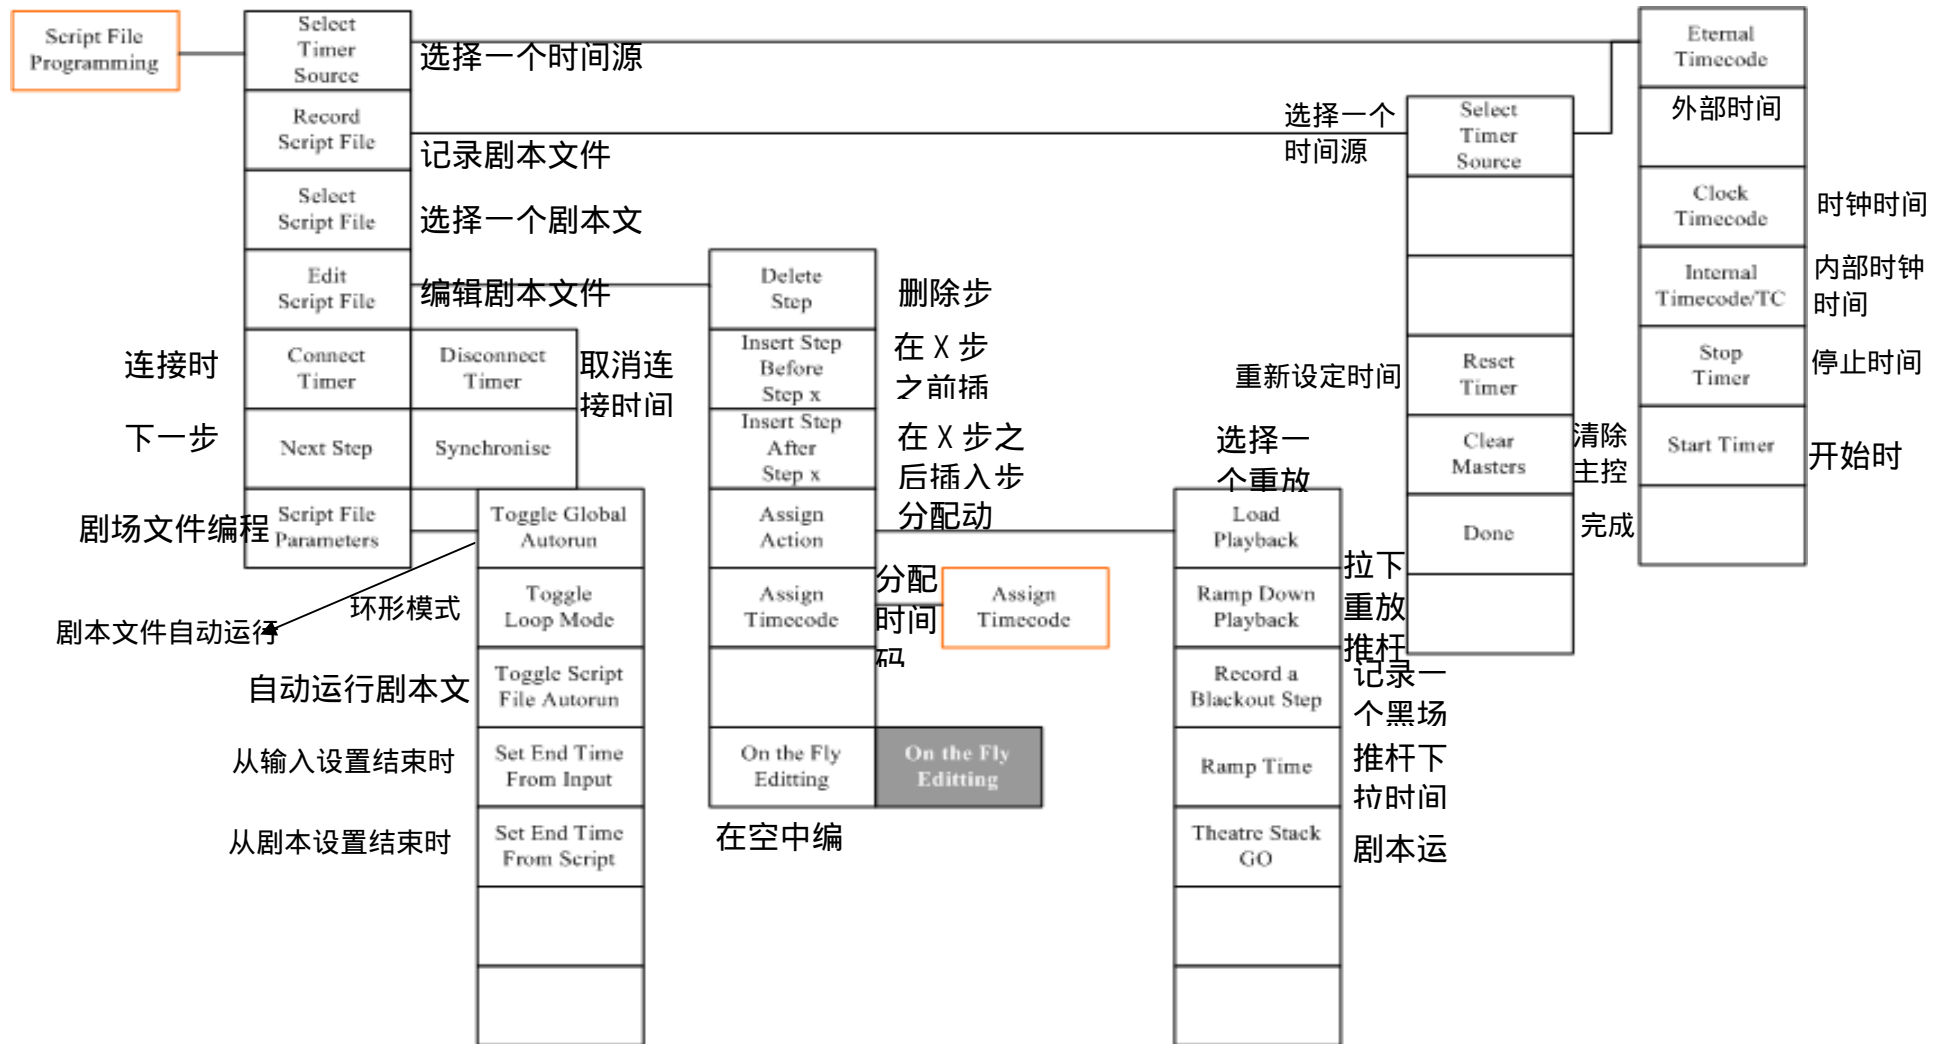 Script File
Programming
Select
Timer
Source
选择一个时间源
Record
Script File
记录剧本文件
Select
Script File
选择一个剧本文
Edit
Script File
编辑剧本文件
连接时
Connect
Timer
Disconnect
Timer
取消连
接时间
下一步
Next Step
Synchronise
剧场文件编程
Script File
Parameters
Toggle Global
Autorun
剧本文件自动运行
环形模式
Toggle
Loop Mode
自动运行剧本文
Toggle Script
File Autorun
从输入设置结束时
Set End Time
From Input
从剧本设置结束时
Set End Time
From Script
Delete
Step
删除步
Insert Step
Before
Step x
在 X 步
之前插
Insert Step
After
Step x
在 X 步之
后插入步
Assign
Action
分配动
Assign
Timecode
分配
时间
码
Assign
Timecode
On the Fly
Editting
On the Fly
Editting
在空中编
选择一
个重放
Load
Playback
Ramp Down
Playback
拉下
重放
推杆
Record a
Blackout Step
记录一
个黑场
Ramp Time
推杆下
拉时间
Theatre Stack
GO
剧本运
选择一个
时间源
Select
Timer
Source
重新设定时间
Reset
Timer
Clear
Masters
清除
主控
Done
完成
Eternal
Timecode
外部时间
Clock
Timecode
时钟时间
Internal
Timecode/TC
内部时钟
时间
Stop
Timer
停止时间
Start Timer
开始时